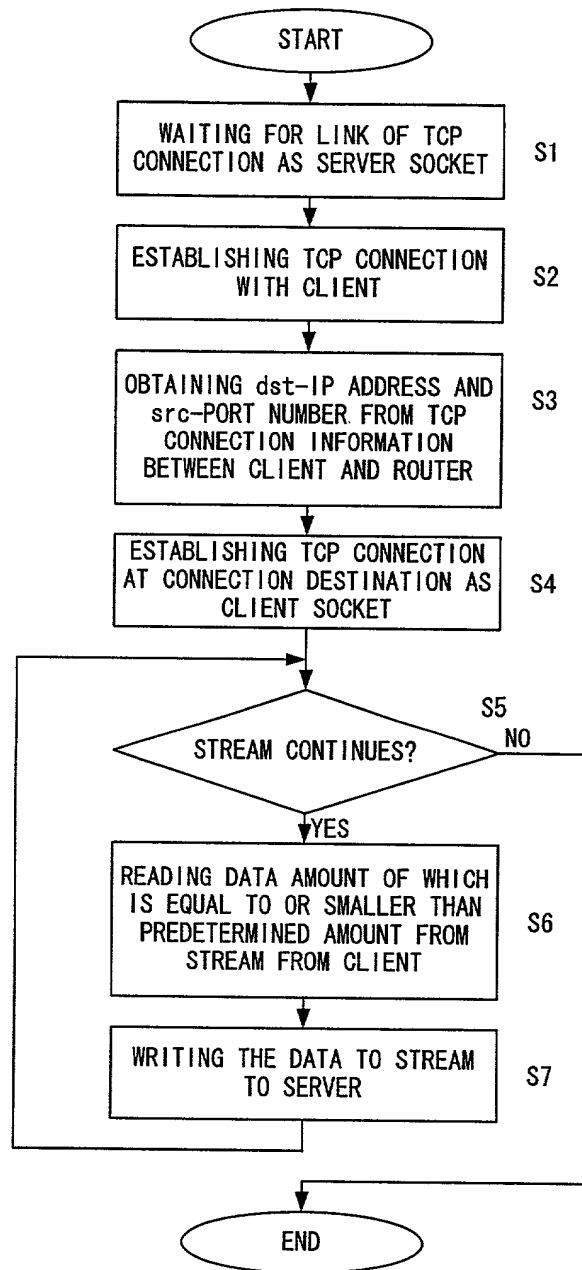 START
WAITING FOR LINK OF TCP
CONNECTION AS SERVER SOCKET
S1
ESTABLISHING TCP CONNECTION
WITH CLIENT
S2
OBTAINING dst-IP ADDRESS AND
src-PORT NUMBER FROM TCP
CONNECTION INFORMATION
BETWEEN CLIENT AND ROUTER
S3
ESTABLISHING TCP CONNECTION
AT CONNECTION DESTINATION AS
CLIENT SOCKET
S4
STREAM CONTINUES?
S5
NO
YES
READING DATA AMOUNT OF WHICH
IS EQUAL TO OR SMALLER THAN
PREDETERMINED AMOUNT FROM
STREAM FROM CLIENT
S6
WRITING THE DATA TO STREAM
TO SERVER
S7
END